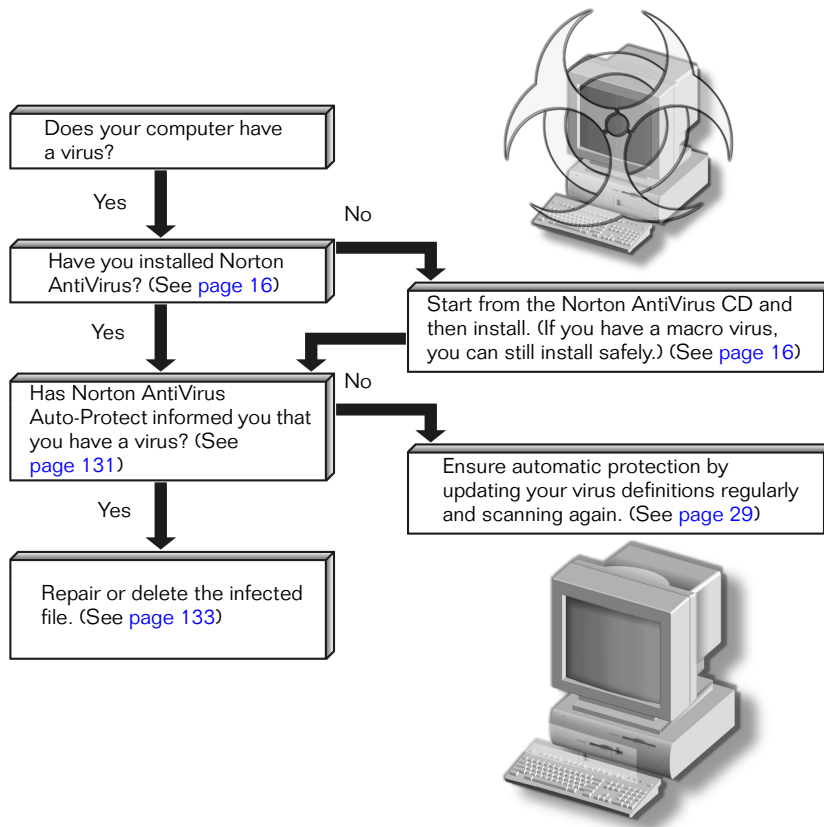 Does your computer have
a virus?
Yes
No
Have you installed Norton
AntiVirus? (See page 16)
Start from the Norton AntiVirus CD and
then install. (If you have a macro virus,
you can still install safely.) (See page 16)
Yes
Has Norton AntiVirus
Auto-Protect informed you that
you have a virus? (See
page 131)
No
Ensure automatic protection by
updating your virus definitions regularly
and scanning again. (See page 29)
Yes
Repair or delete the infected
file. (See page 133)